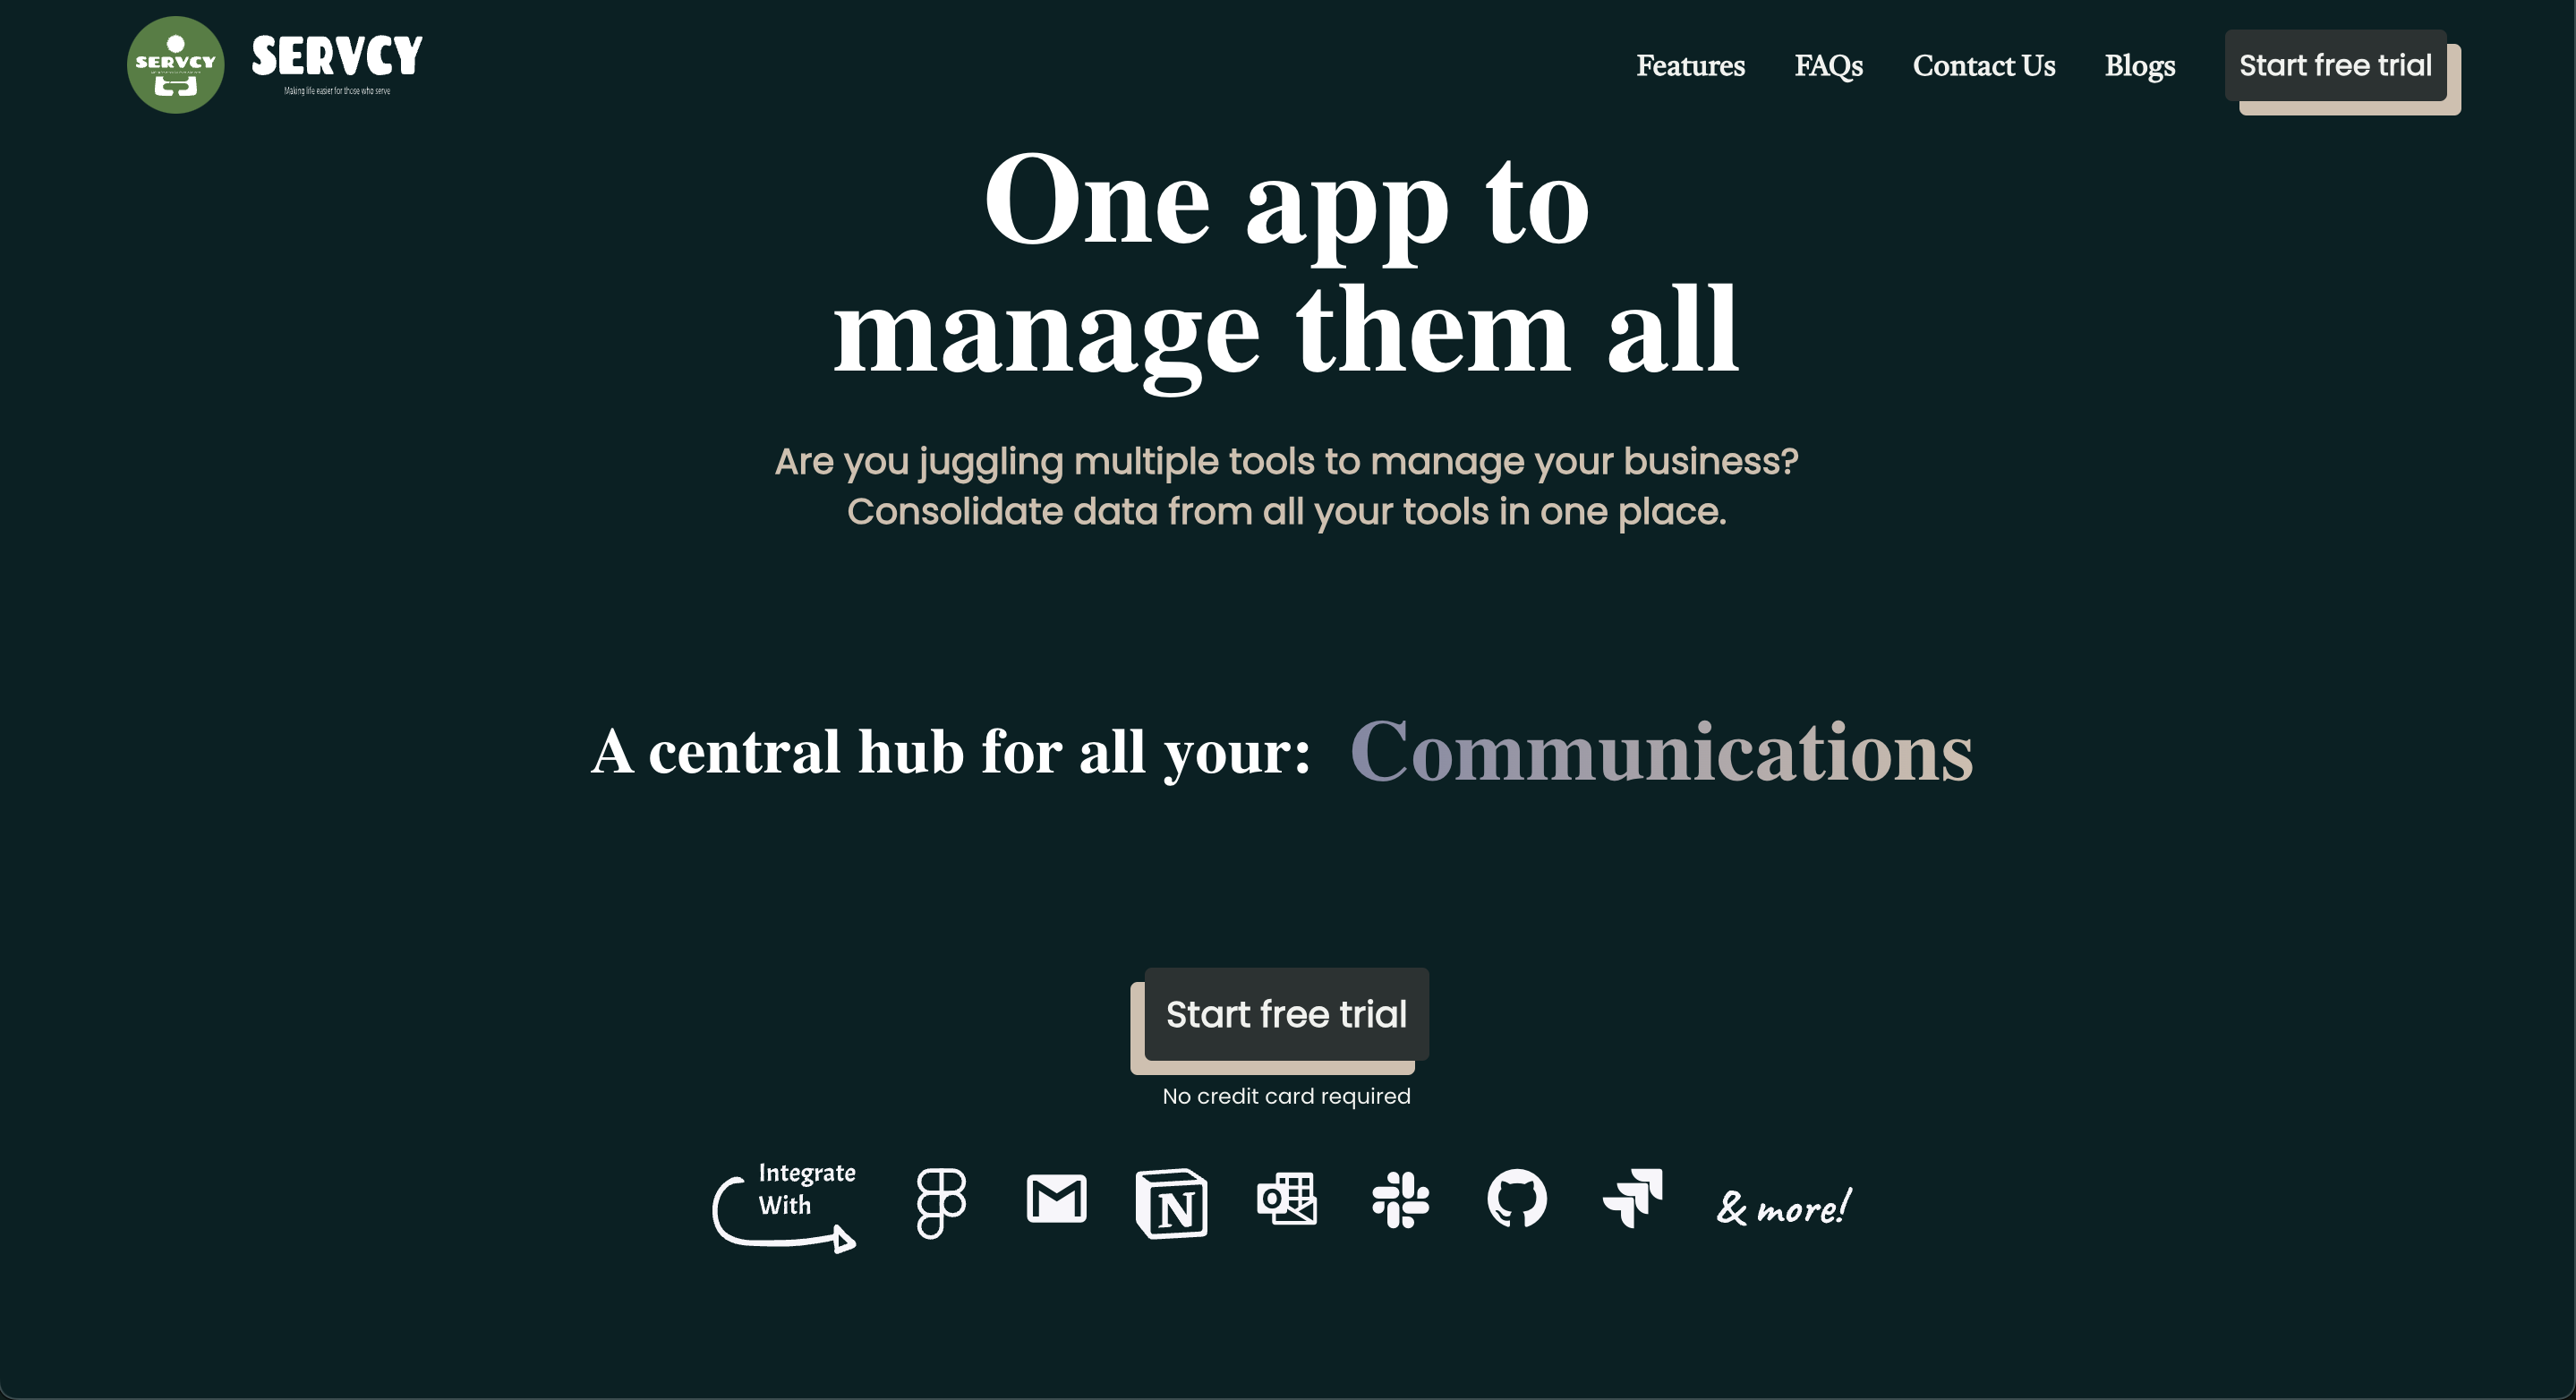 SERVCY
SERVCY
Making life easier for those who serve
Features
FAQs
Contact Us
Blogs
Start free trial
One app to
manage them all
Are you juggling multiple tools to manage your business?
Consolidate data from all your tools in one place.
A central hub for all your: Communications
Start free trial
No credit card required
Integrate
With
N
O
& more!